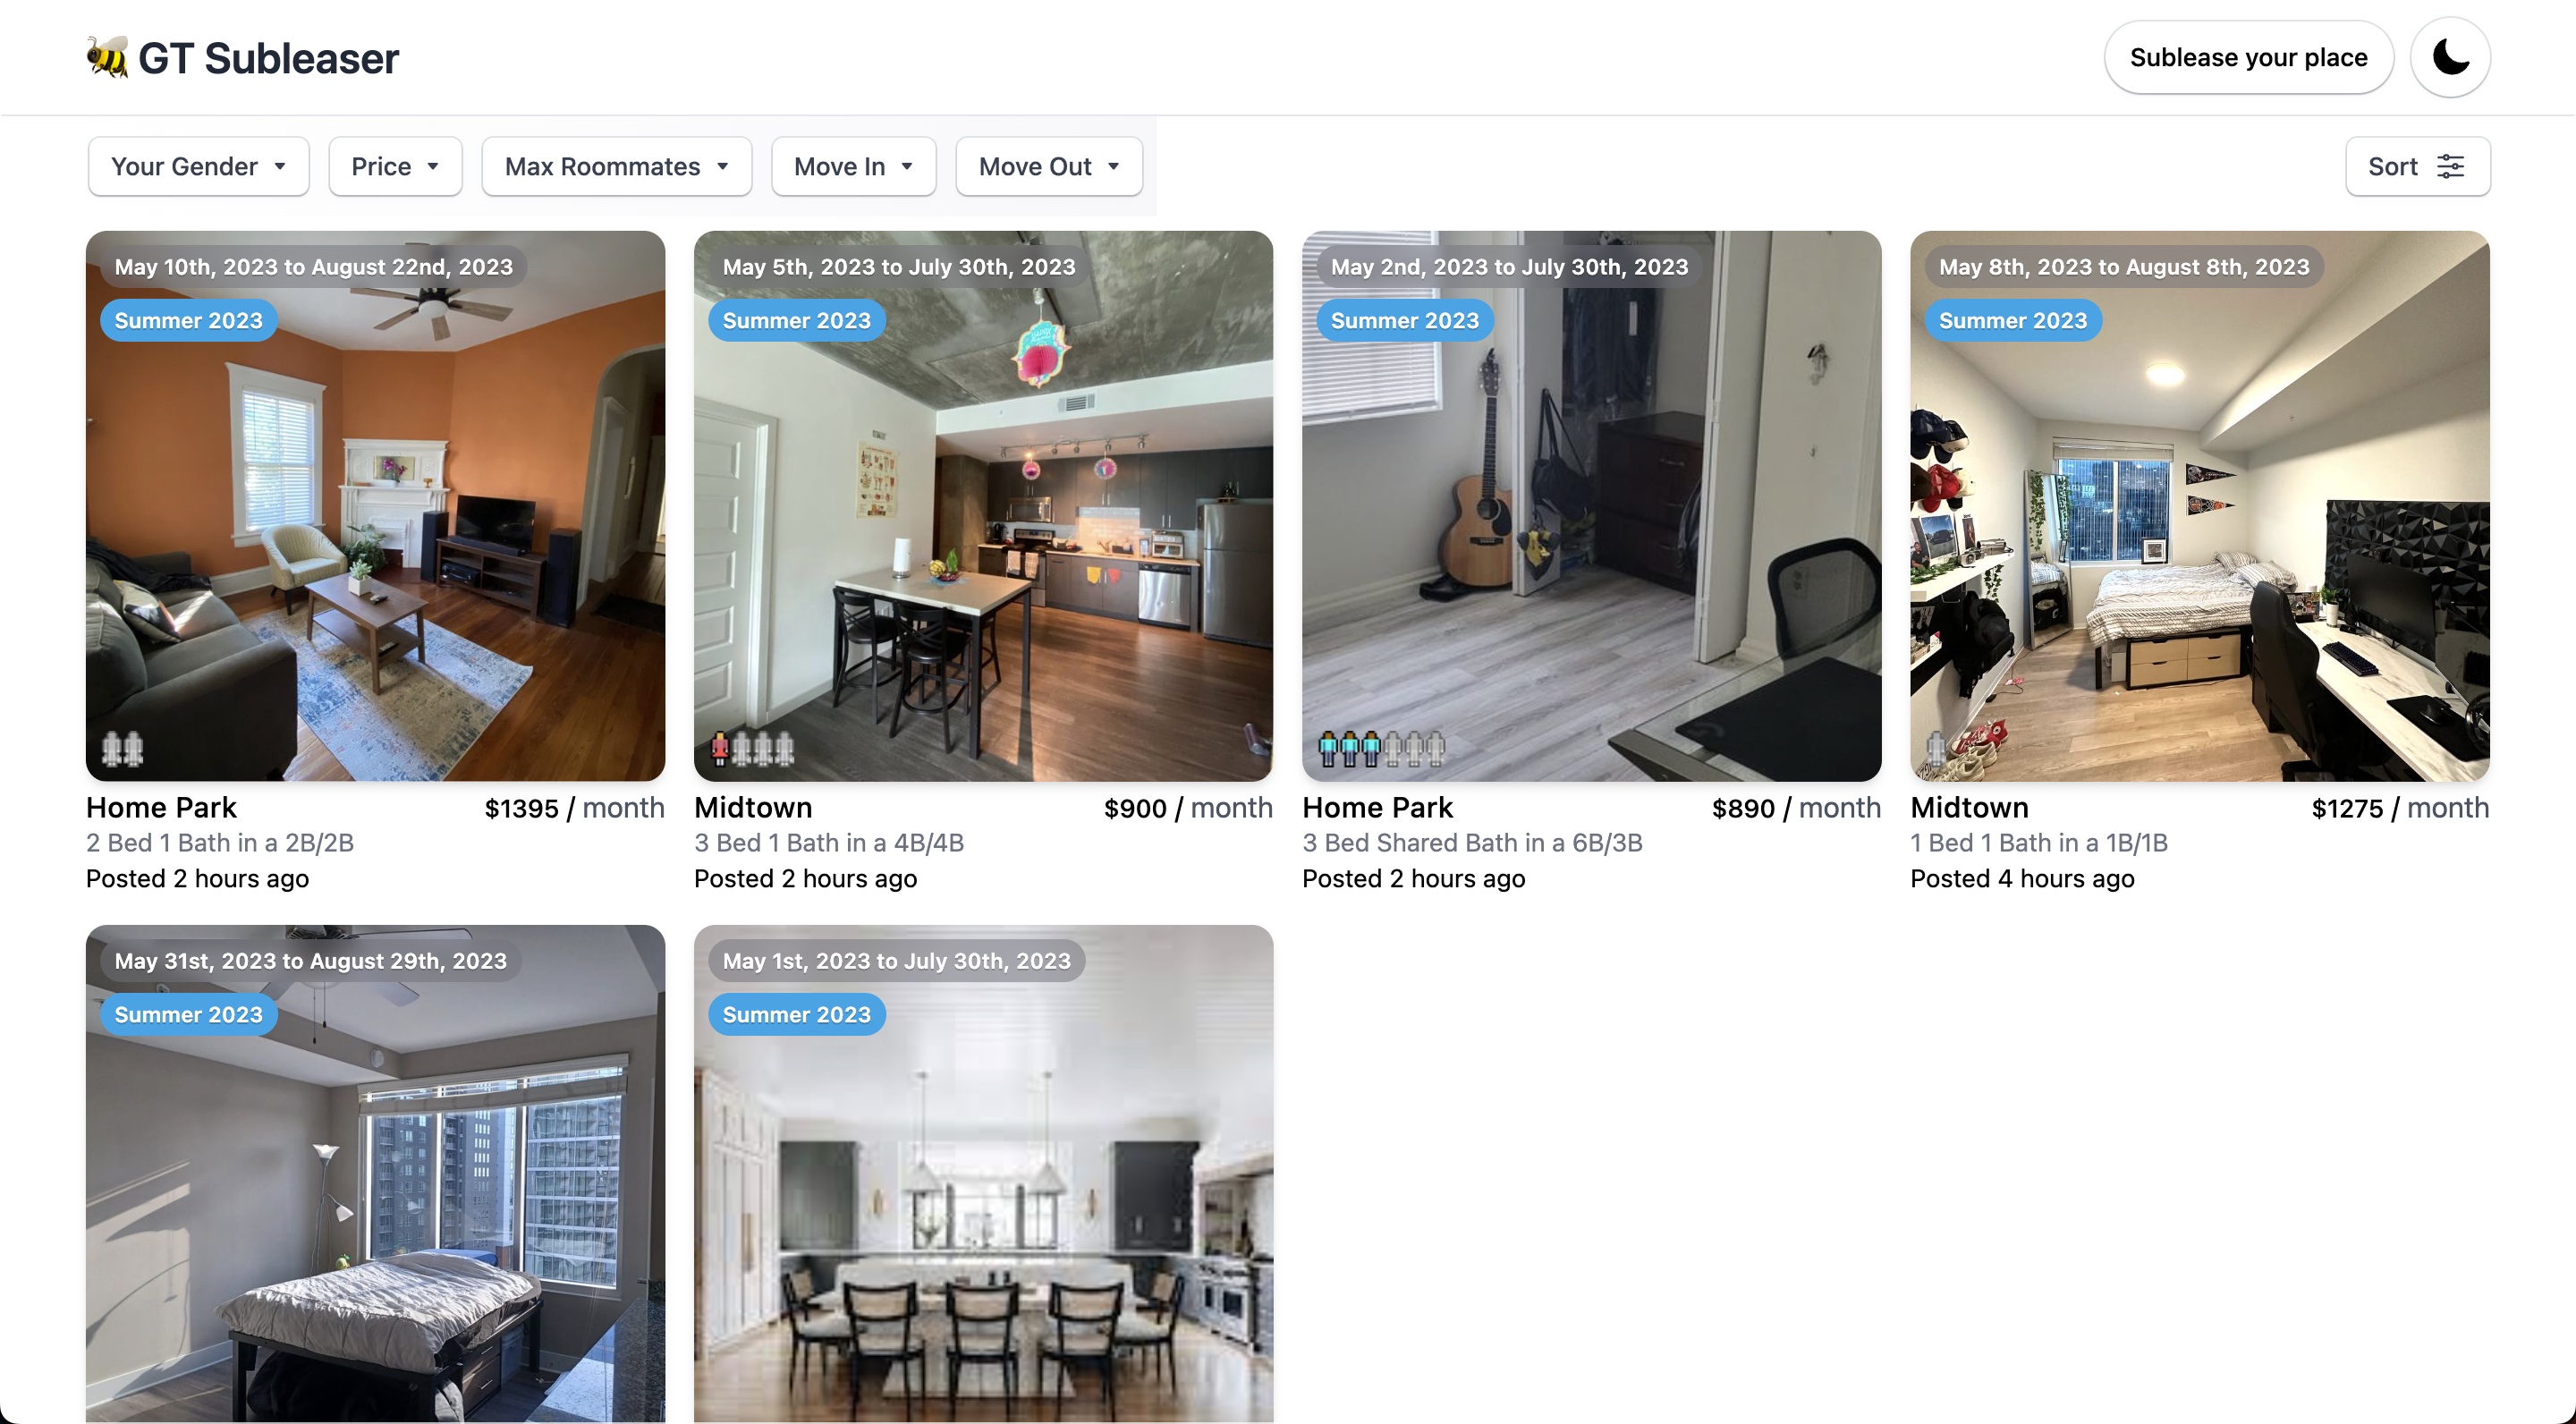 GT Subleaser
Sublease your place
Your Gender
Price
Max Roommates
Move In
Move Out
Sort
May 10th, 2023 to August 22nd, 2023
Summer 2023
Home Park
$1395 / month
2 Bed 1 Bath in a 2B/2B
Posted 2 hours ago
May 5th, 2023 to July 30th, 2023
Summer 2023
Midtown
$900 / month
3 Bed 1 Bath in a 4B/4B
Posted 2 hours ago
May 2nd, 2023 to July 30th, 2023
Summer 2023
Home Park
$890 / month
3 Bed Shared Bath in a 6B/3B
Posted 2 hours ago
May 8th, 2023 to August 8th, 2023
Summer 2023
Midtown
$1275 / month
1 Bed 1 Bath in a 1B/1B
Posted 4 hours ago
May 31st, 2023 to August 29th, 2023
Summer 2023
May 1st, 2023 to July 30th, 2023
Summer 2023